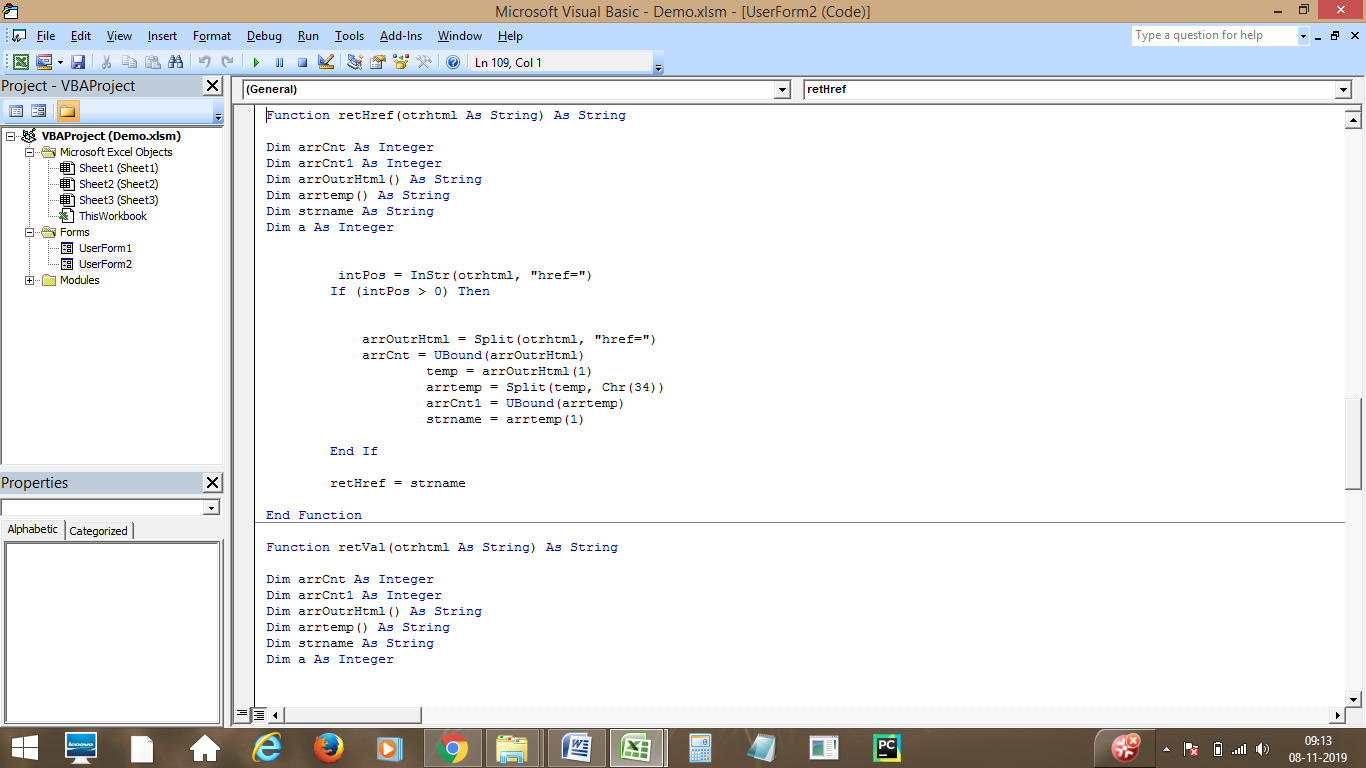 Microsoft Visual Basic - Demo.xlsm - [UserForm2 (Code)]
File Edit View Insert Format Debug Run Tools Add-Ins Window Help
Type a question for help
Ln 109, Col 1
Project - VBAProject
VBAProject (Demo.xlsm)
Microsoft Excel Objects
Sheet1 (Sheet1)
Sheet2 (Sheet2)
Sheet3 (Sheet3)
ThisWorkbook
Forms
UserForm1
UserForm2
Modules
Properties
Alphabetic Categorized
(General) retHref
Function retHref(otrhtml As String) As String
Dim arrCnt As Integer
Dim arrCnt1 As Integer
Dim arrOutrHtml() As String
Dim arrtemp() As String
Dim strname As String
Dim a As Integer
intPos = InStr(otrhtml, "href=")
If (intPos > 0) Then
arrOutrHtml = Split(otrhtml, "href=")
arrCnt = UBound(arrOutrHtml)
temp = arrOutrHtml(1)
arrtemp = Split(temp, Chr(34))
arrCnt1 = UBound(arrtemp)
strname = arrtemp(1)
End If
retHref = strname
End Function
Function retVal(otrhtml As String) As String
Dim arrCnt As Integer
Dim arrCnt1 As Integer
Dim arrOutrHtml() As String
Dim arrtemp() As String
Dim strname As String
Dim a As Integer
lenovo
PC
09:13
08-11-2019